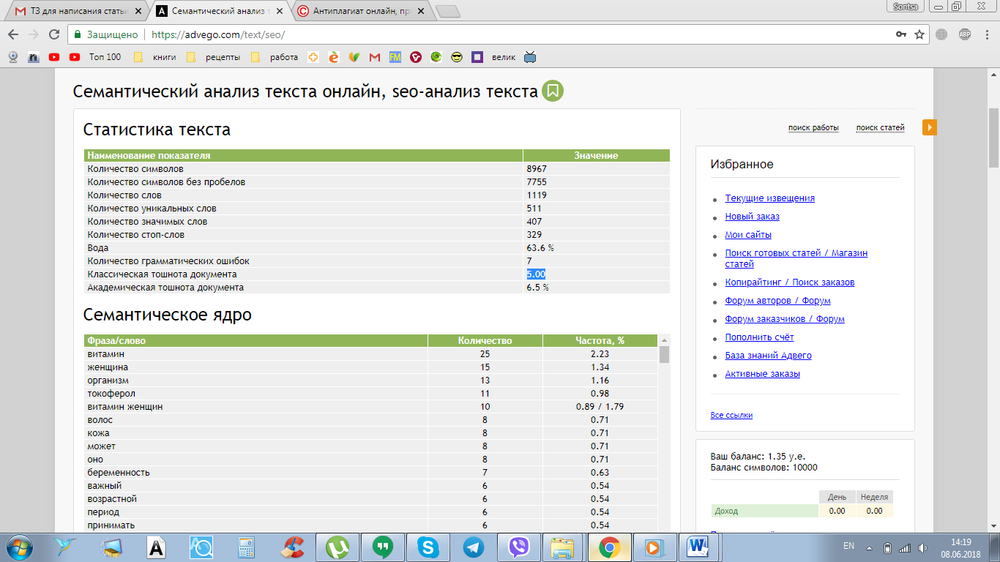 ТЗ для написания стать
Семантический анализ т
Антиплагиат онлайн, пр
Sontsa
Защищено
https://advego.com/text/seo/
ABP
Топ 100 книги рецепты работа FM велик
Семантический анализ текста онлайн, seo-анализ текста
Статистика текста
Наименование показателя Значение
Количество символов 8967
Количество символов без пробелов 7755
Количество слов 1119
Количество уникальных слов 511
Количество значимых слов 407
Количество стоп-слов 329
Вода 63.6 %
Количество грамматических ошибок 7
Классическая тошнота документа 5.00
Академическая тошнота документа 6.5 %
Семантическое ядро
Фраза/слово Количество Частота, %
витамин 25 2.23
женщина 15 1.34
организм 13 1.16
токоферол 11 0.98
витамин женщин 10 0.89 / 1.79
волос 8 0.71
кожа 8 0.71
может 8 0.71
оно 8 0.71
беременность 7 0.63
важный 6 0.54
возрастной 6 0.54
период 6 0.54
принимать 6 0.54
поиск работы поиск статей
Избранное
Текущие извещения
Новый заказ
Мои сайты
Поиск готовых статей / Магазин
статей
Копирайтинг / Поиск заказов
Форум авторов / Форум
Форум заказчиков / Форум
Пополнить счёт
База знаний Адвего
Активные заказы
Все ссылки
Ваш баланс: 1.35 у.е.
Баланс символов: 10000
День Неделя
Доход 0.00 0.00
EN
14:19
08.06.2018